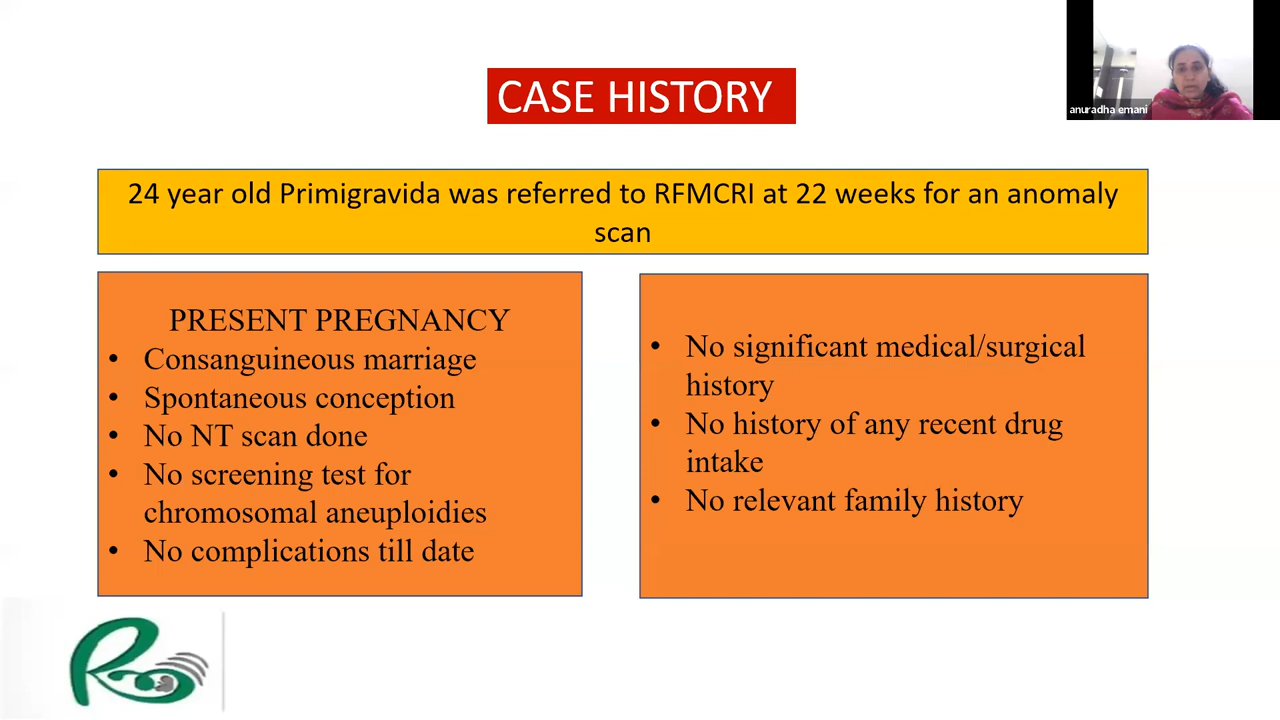 CASE HISTORY
anuradha emani
24 year old Primigravida was referred to RFMCRI at 22 weeks for an anomaly
scan
PRESENT PREGNANCY
• Consanguineous marriage
• Spontaneous conception
• No NT scan done
• No screening test for
chromosomal aneuploidies
• No complications till date
• No significant medical/surgical
history
• No history of any recent drug
intake
• No relevant family history